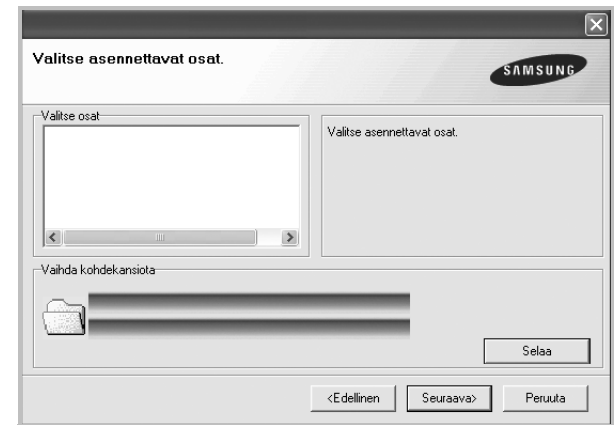 Valitse asennettavat osat.
SAMSUNG
Valitse osat
Valitse asennettavat osat.
Vaihda kohdekansiota
Selaa
<Edellinen
Seuraava>
Peruuta